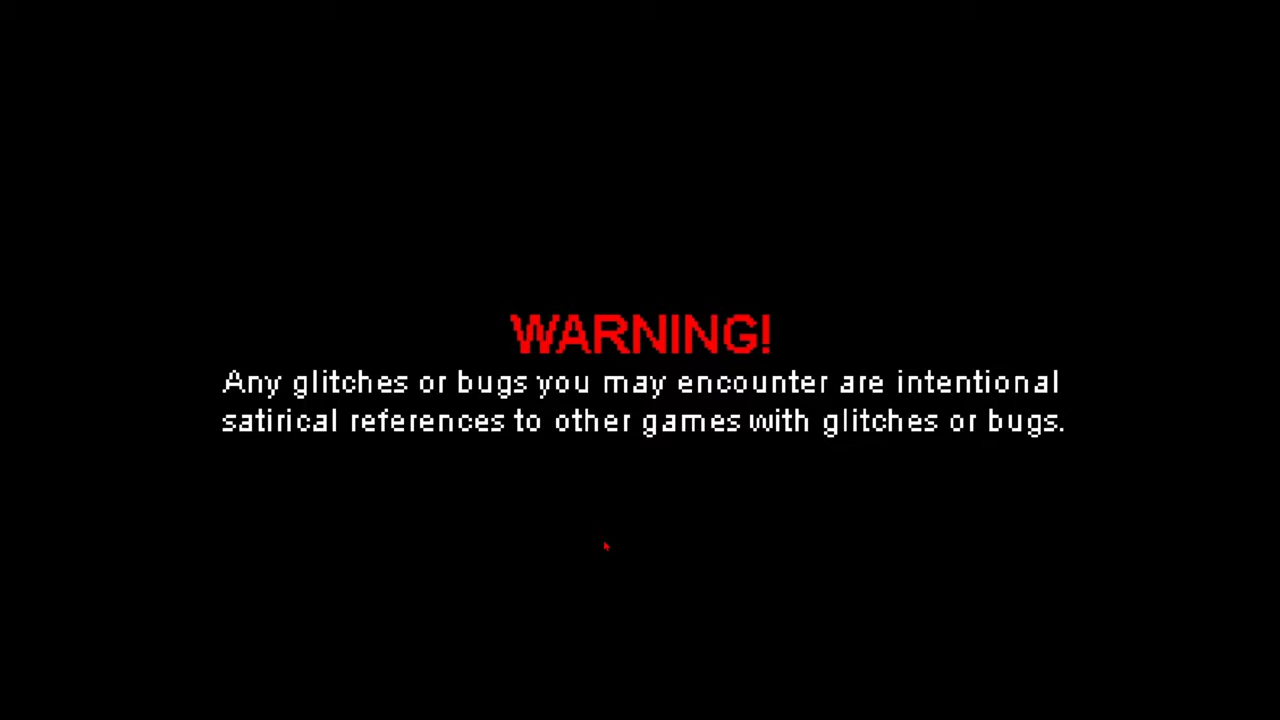 WARNING!
Any glitches or bugs you may encounter are intentional
satirical references to other games with glitches or bugs.